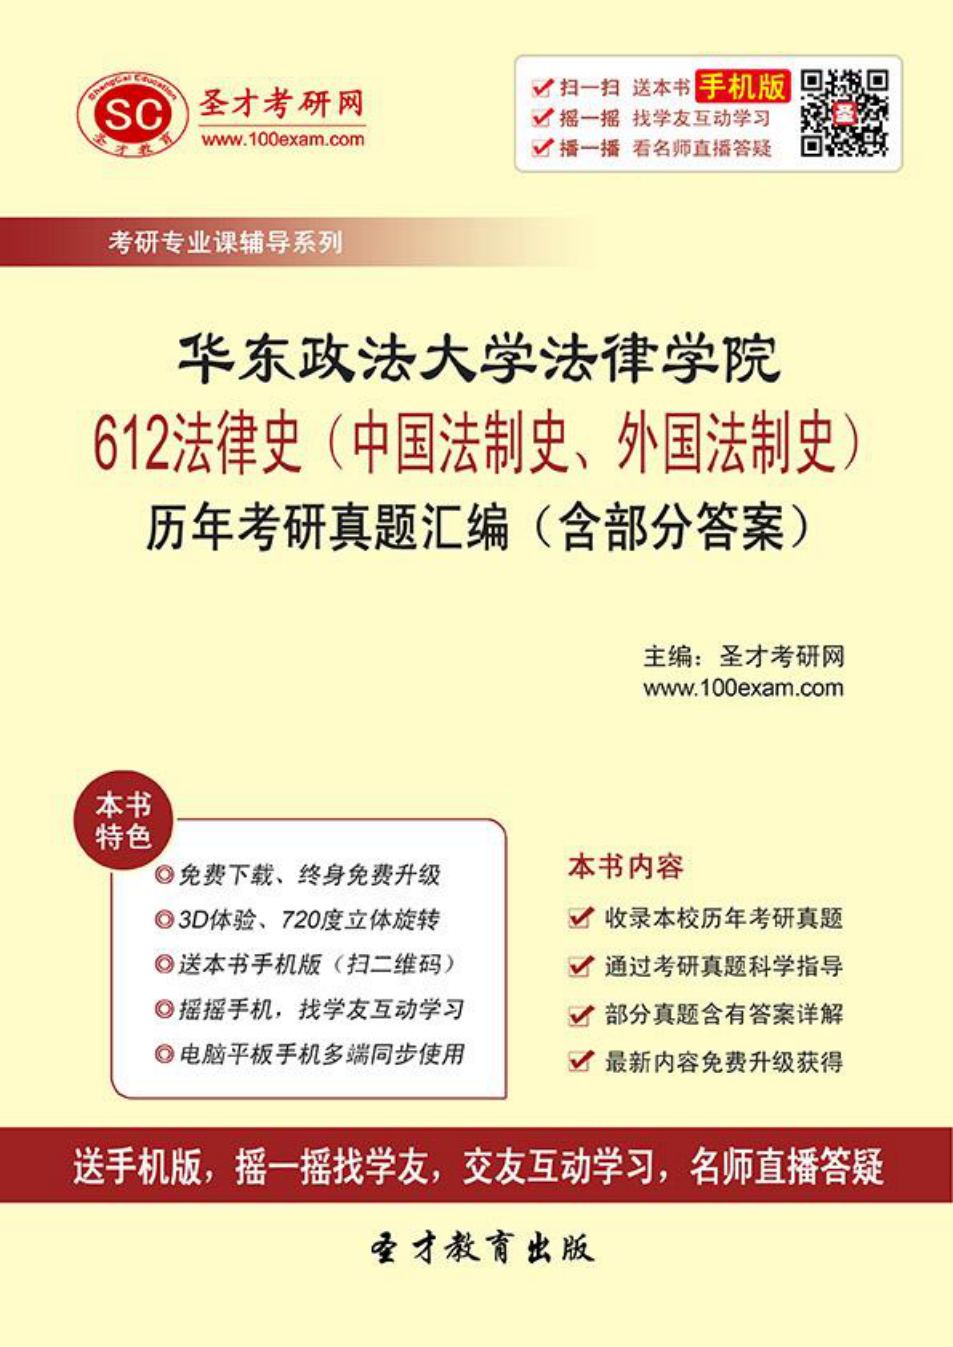 ShengCai Education
SC
圣才教育
圣才考研网
www.100exam.com
扫一扫 送本书 手机版
摇一摇 找学友互动学习
播一播 看名师直播答疑
圣
考研专业课辅导系列
华东政法大学法律学院
612法律史（中国法制史、外国法制史）
历年考研真题汇编（含部分答案）
主编：圣才考研网
www.100exam.com
本书
特色
◎免费下载、终身免费升级
◎3D体验、720度立体旋转
◎送本书手机版（扫二维码）
◎摇摇手机，找学友互动学习
◎电脑平板手机多端同步使用
本书内容
收录本校历年考研真题
通过考研真题科学指导
部分真题含有答案详解
最新内容免费升级获得
送手机版，摇一摇找学友，交友互动学习，名师直播答疑
圣才教育出版